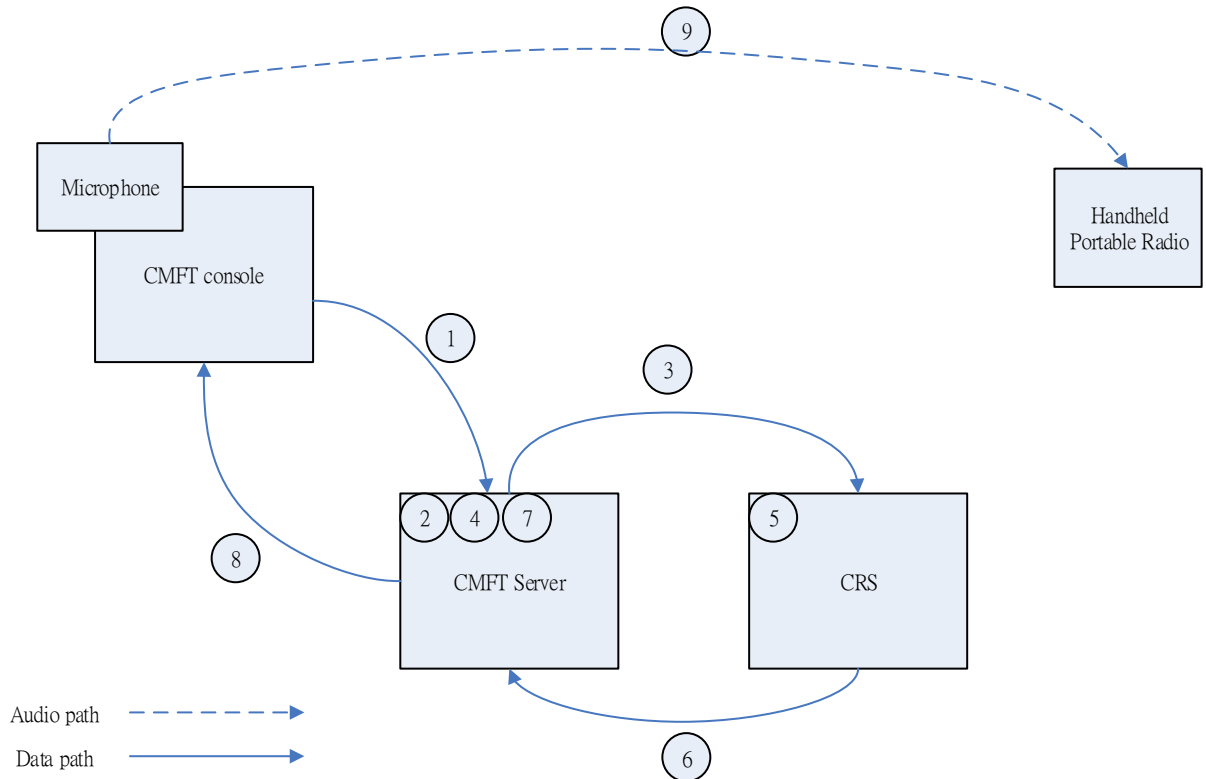 9
Microphone
Handheld
Portable Radio
CMFT console
1
3
2 4 7
5
8
CMFT Server
CRS
Audio path
Data path
6